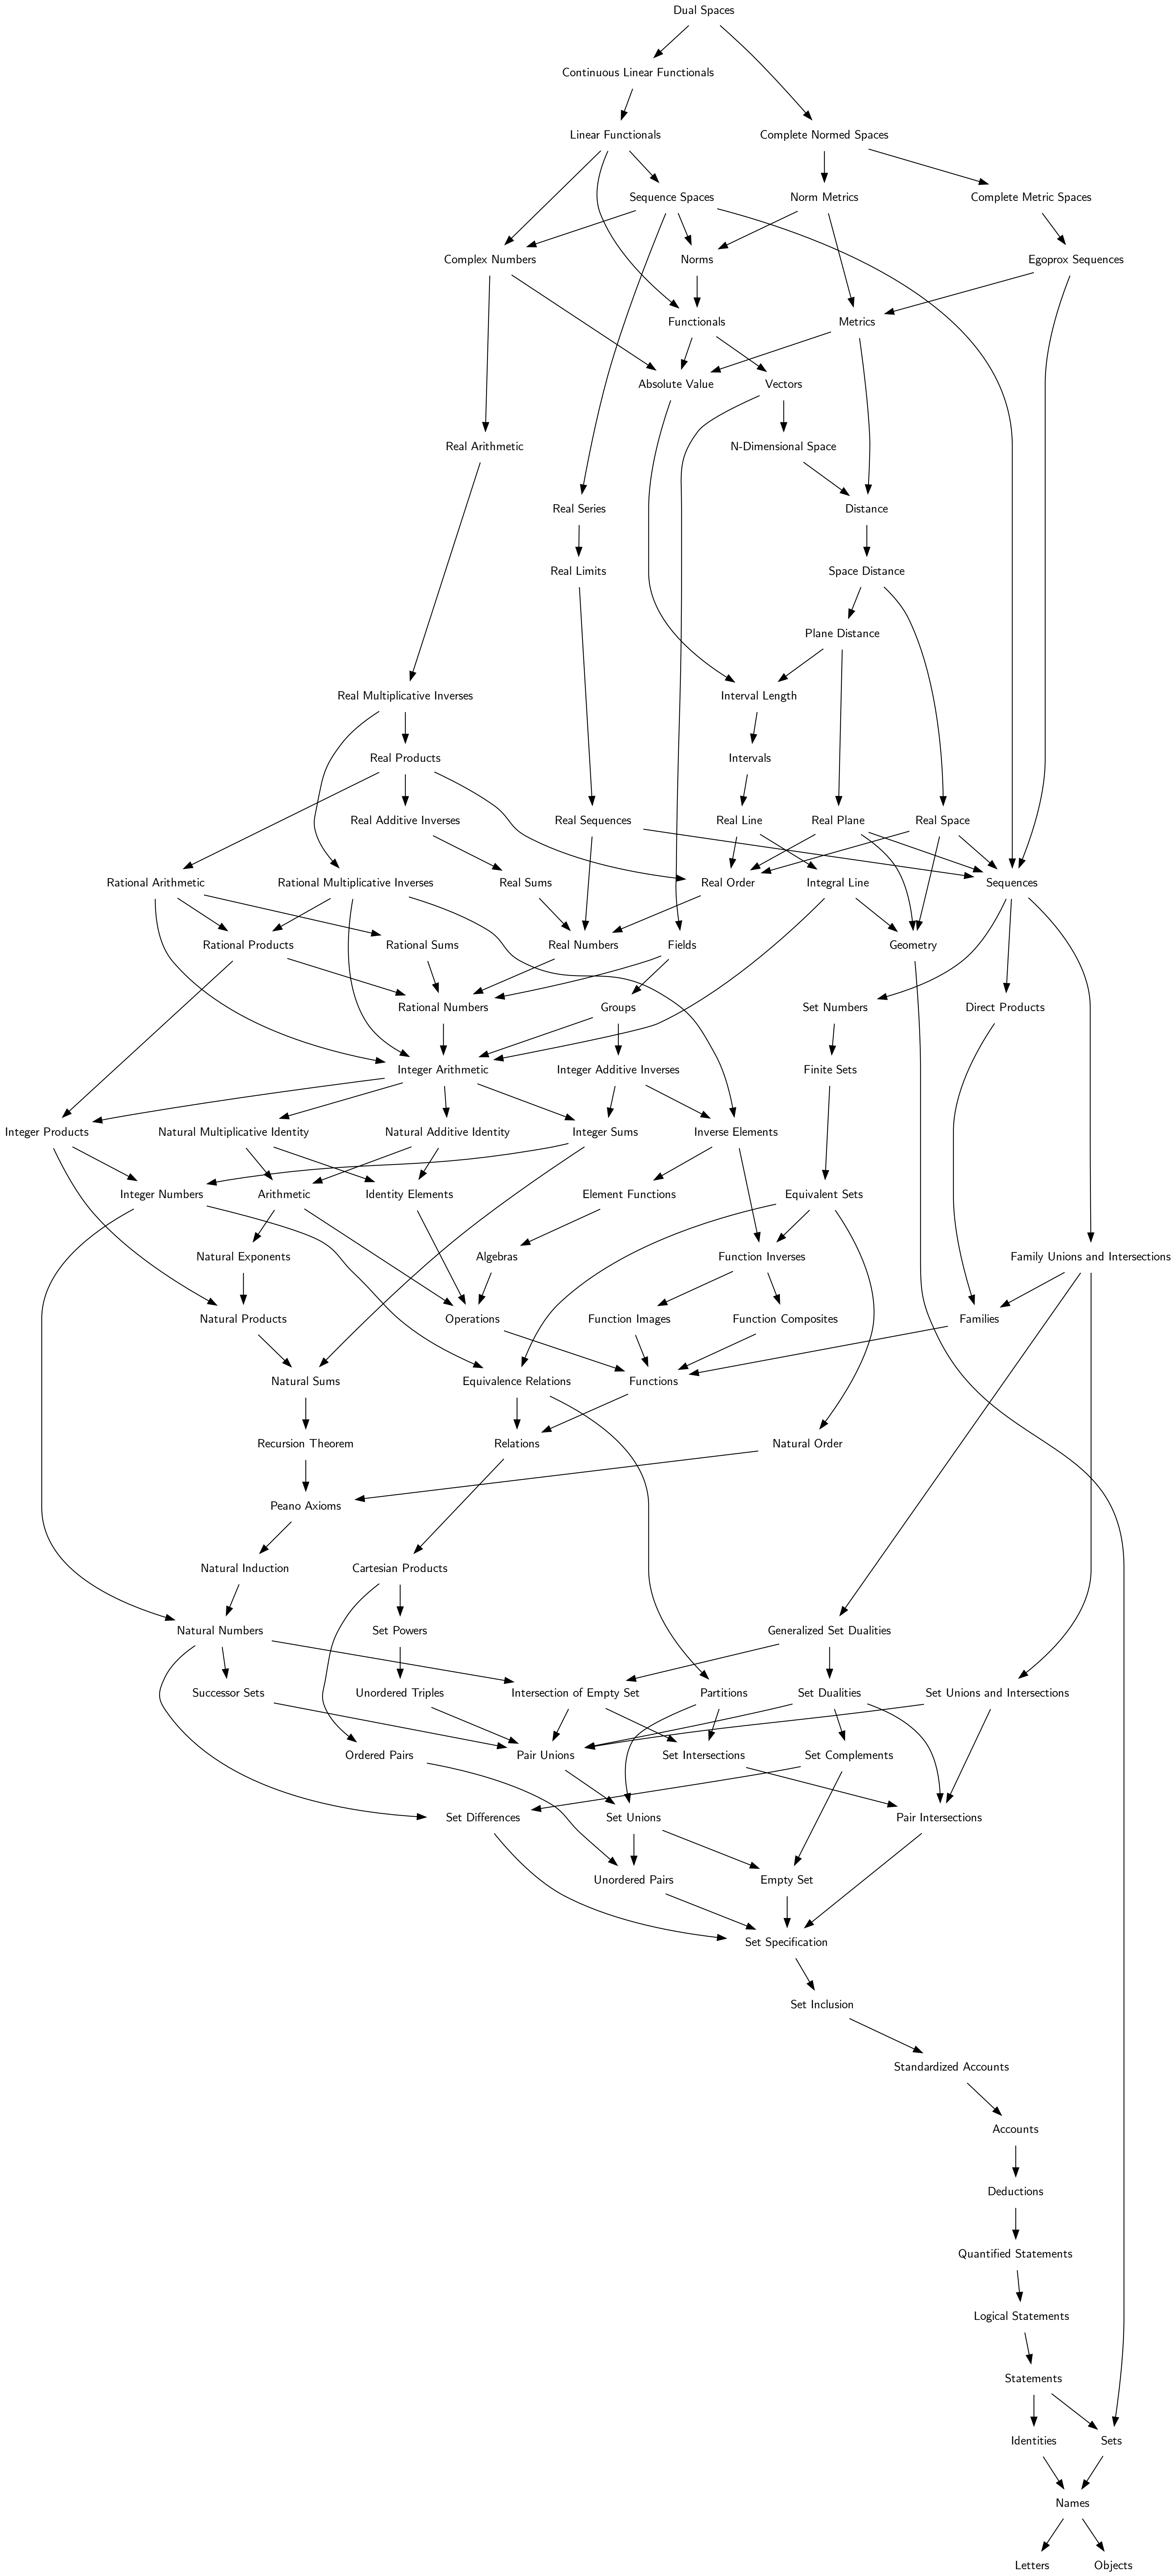 Dual Spaces
Continuous Linear Functionals
Linear Functionals
Complete Normed Spaces
Sequence Spaces
Norm Metrics
Complete Metric Spaces
Complex Numbers
Norms
Egoprox Sequences
Functionals
Metrics
Absolute Value
Vectors
Real Arithmetic
N-Dimensional Space
Real Series
Distance
Real Limits
Space Distance
Plane Distance
Real Multiplicative Inverses
Interval Length
Real Products
Intervals
Real Additive Inverses
Real Sequences
Real Line
Real Plane
Real Space
Rational Arithmetic
Rational Multiplicative Inverses
Real Sums
Real Order
Integral Line
Sequences
Rational Products
Rational Sums
Real Numbers
Fields
Geometry
Rational Numbers
Groups
Set Numbers
Direct Products
Integer Arithmetic
Integer Additive Inverses
Finite Sets
Integer Products
Natural Multiplicative Identity
Natural Additive Identity
Integer Sums
Inverse Elements
Integer Numbers
Arithmetic
Identity Elements
Element Functions
Equivalent Sets
Natural Exponents
Algebras
Function Inverses
Family Unions and Intersections
Natural Products
Operations
Function Images
Function Composites
Families
Natural Sums
Equivalence Relations
Functions
Recursion Theorem
Relations
Natural Order
Peano Axioms
Natural Induction
Cartesian Products
Natural Numbers
Set Powers
Generalized Set Dualities
Successor Sets
Unordered Triples
Intersection of Empty Set
Partitions
Set Dualities
Set Unions and Intersections
Ordered Pairs
Pair Unions
Set Intersections
Set Complements
Set Differences
Set Unions
Pair Intersections
Unordered Pairs
Empty Set
Set Specification
Set Inclusion
Standardized Accounts
Accounts
Deductions
Quantified Statements
Logical Statements
Statements
Identities
Sets
Names
Letters
Objects